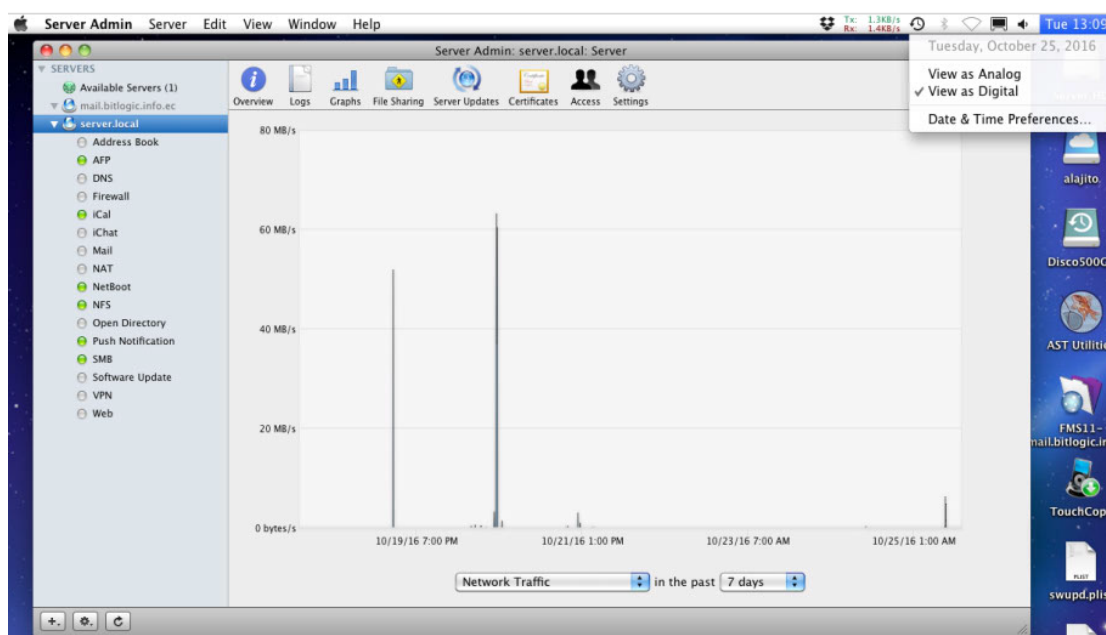 Server Admin Server Edit View Window Help Tx: 1.3KB/s Rx: 1.4KB/s Tue 13:09
Tuesday, October 25, 2016
View as Analog
✓ View as Digital
Date & Time Preferences...
Server Admin: server.local: Server
SERVERS
Available Servers (1)
mail.bitlogic.info.ec
server.local
Address Book
AFP
DNS
Firewall
iCal
iChat
Mail
NAT
NetBoot
NFS
Open Directory
Push Notification
SMB
Software Update
VPN
Web
Overview Logs Graphs File Sharing Server Updates Certificates Access Settings
80 MB/s
60 MB/s
40 MB/s
20 MB/s
0 bytes/s
10/19/16 7:00 PM 10/21/16 1:00 PM 10/23/16 7:00 AM 10/25/16 1:00 AM
Network Traffic in the past 7 days
alajito
Disco500G
AST Utilitie
FMS11-
mail.bitlogic.in
TouchCop
PLIST
swupd.plis